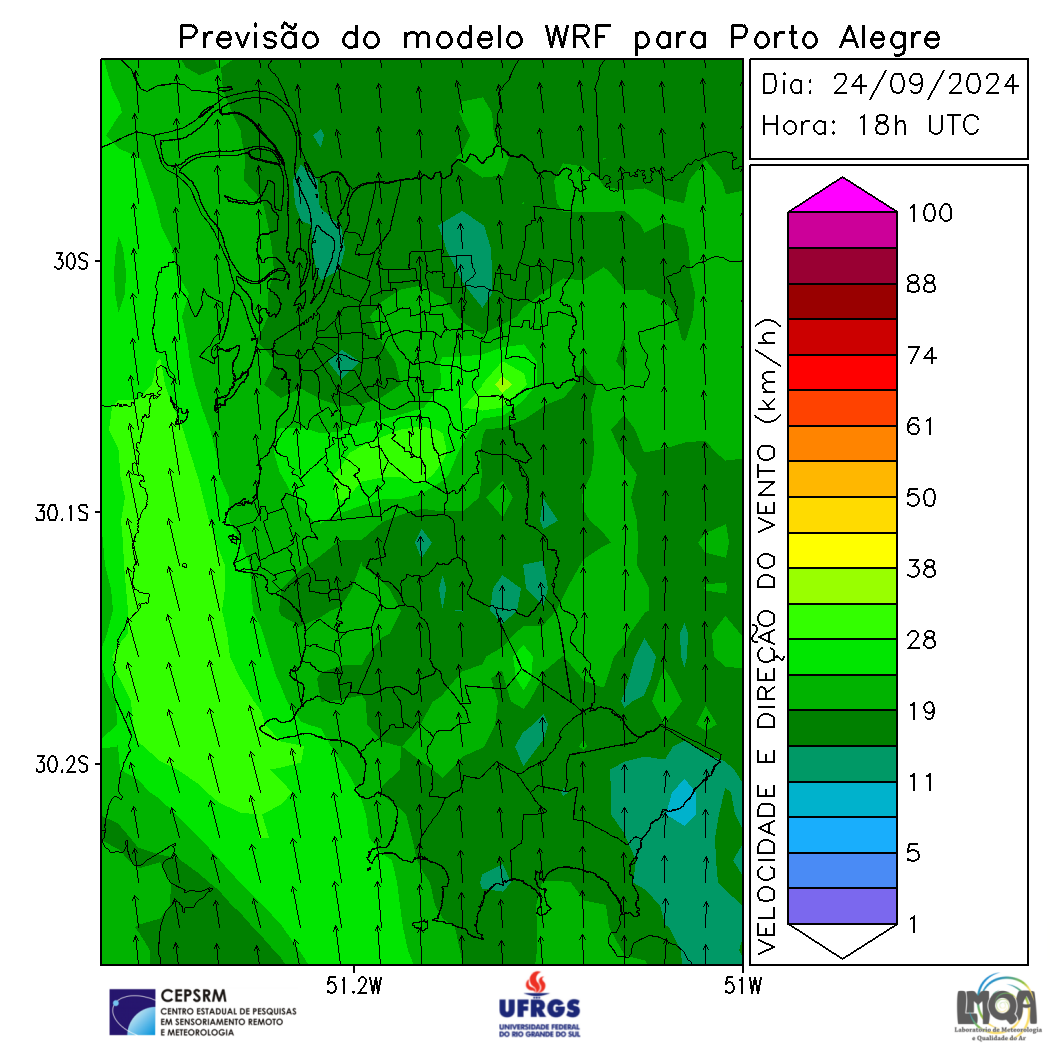 Previsão do modelo WRF para Porto Alegre
Dia: 24/09/2024
Hora: 18h UTC
30S
30.1S
30.2S
51.2W
51W
VELOCIDADE E DIREÇÃO DO VENTO (km/h)
100
88
74
61
50
38
28
19
11
5
1
CEPSRM
CENTRO ESTADUAL DE PESQUISAS
EM SENSORIAMENTO REMOTO
E METEOROLOGIA
UFRGS
UNIVERSIDADE FEDERAL
DO RIO GRANDE DO SUL
LMQA
Laboratório de Meteorologia
e Qualidade do Ar